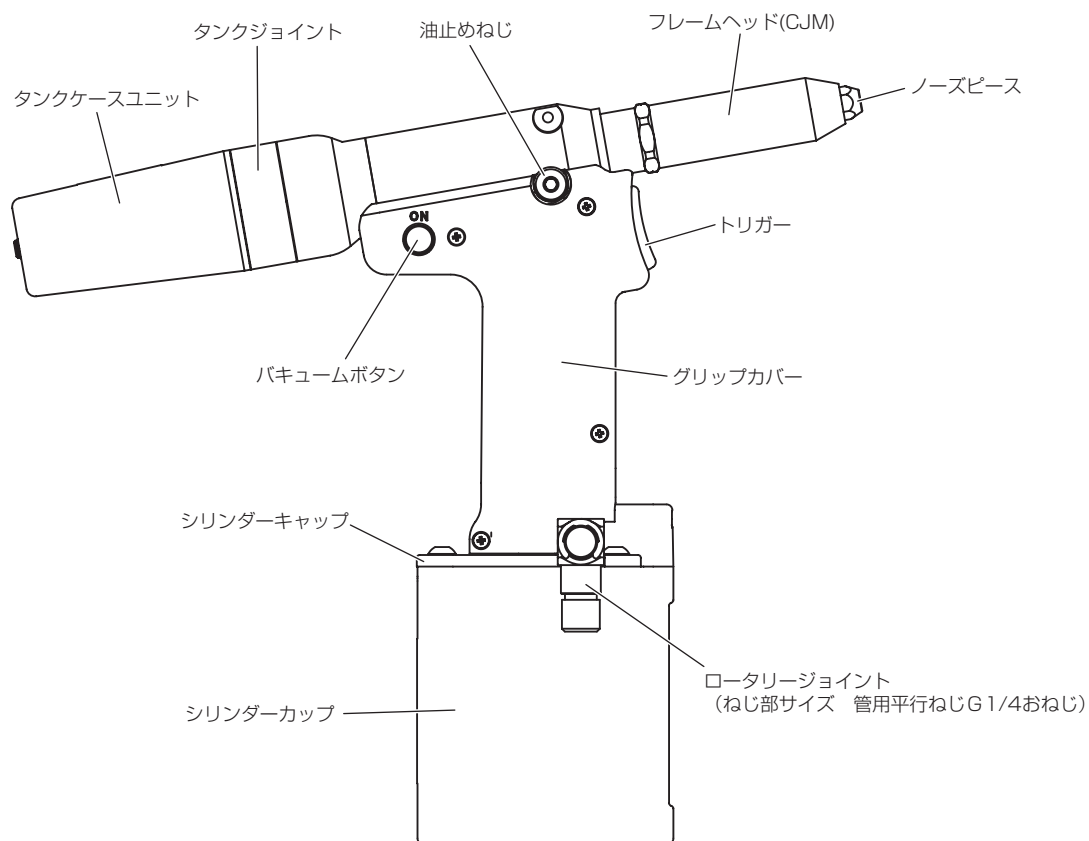 フレームヘッド(CJM)
タンクジョイント
油止めねじ
ノーズピース
タンクケースユニット
ON
トリガー
バキュームボタン
グリップカバー
シリンダーキャップ
ロータリージョイント
（ねじ部サイズ　管用平行ねじG1/4おねじ）
シリンダーカップ